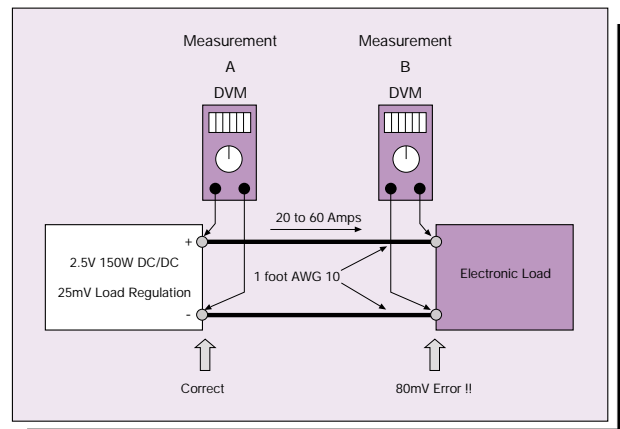 Measurement
A
DVM
Measurement
B
DVM
20 to 60 Amps
+
2.5V 150W DC/DC
25mV Load Regulation
-
1 foot AWG 10
Electronic Load
Correct
80mV Error !!